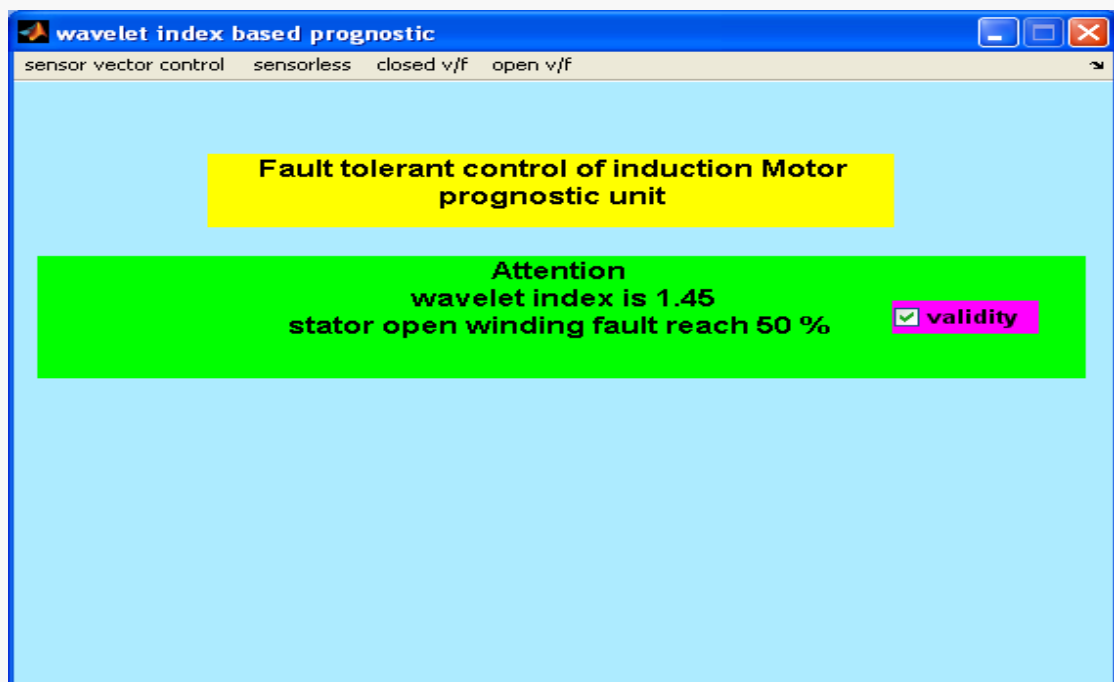 wavelet index based prognostic
sensor vector control sensorless closed v/f open v/f
Fault tolerant control of induction Motor
prognostic unit
Attention
wavelet index is 1.45
stator open winding fault reach 50 %
validity